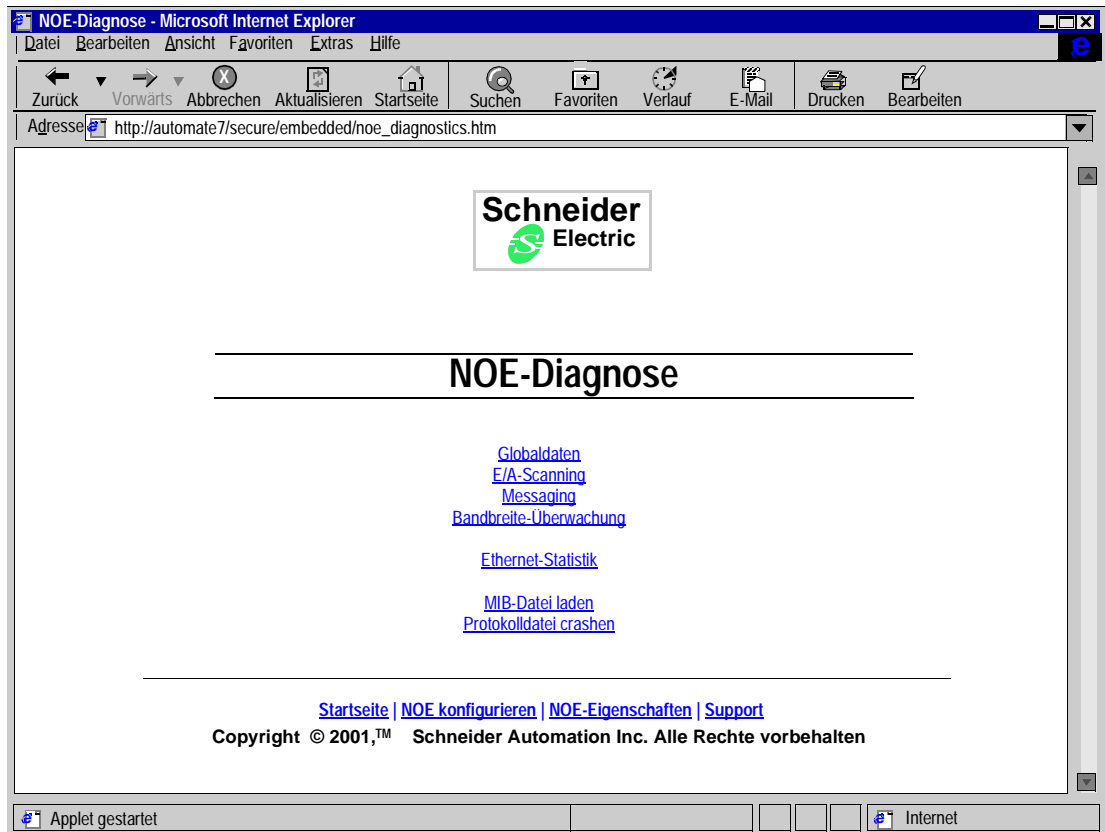 NOE-Diagnose - Microsoft Internet Explorer
Datei Bearbeiten Ansicht Favoriten Extras Hilfe
Zurück Vorwärts Abbrechen Aktualisieren Startseite Suchen Favoriten Verlauf E-Mail Drucken Bearbeiten
Adresse http://automate7/secure/embedded/noe_diagnostics.htm
Schneider
Electric
NOE-Diagnose
Globaldaten
E/A-Scanning
Messaging
Bandbreite-Überwachung
Ethernet-Statistik
MIB-Datei laden
Protokolldatei crashen
Startseite | NOE konfigurieren | NOE-Eigenschaften | Support
Copyright © 2001,™ Schneider Automation Inc. Alle Rechte vorbehalten
Applet gestartet Internet